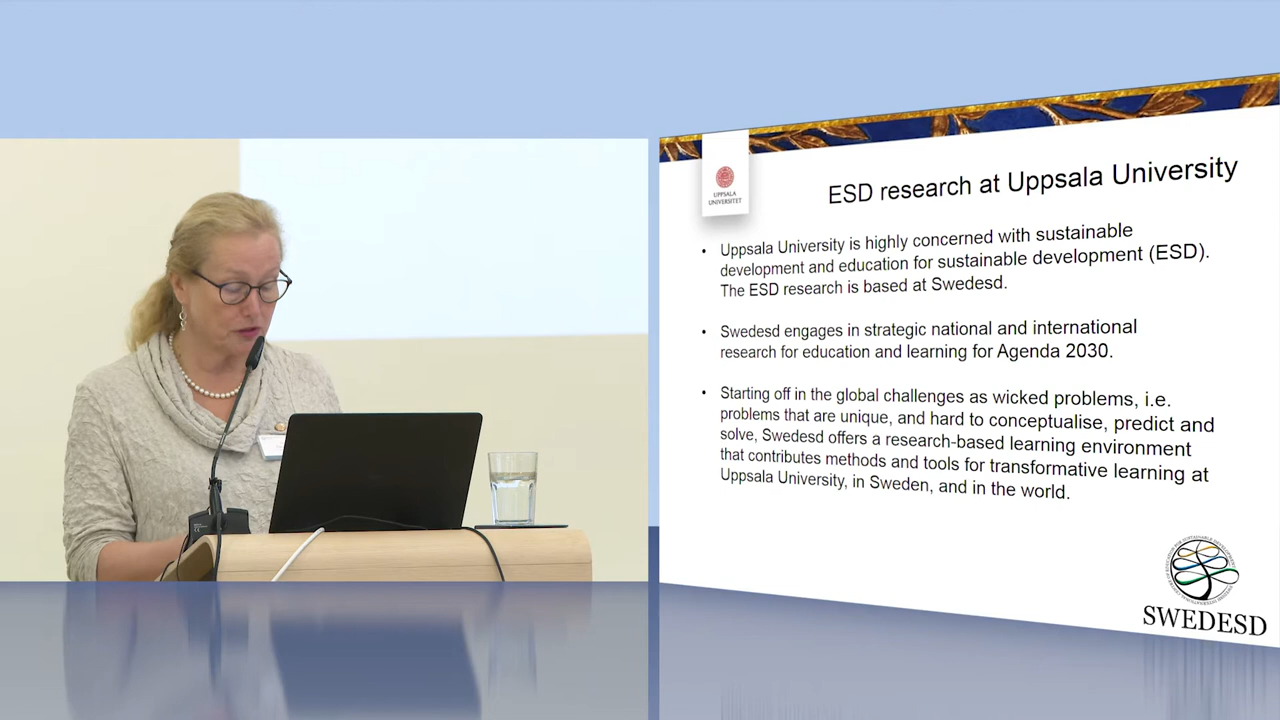 UPPSALA
UNIVERSITET
ESD research at Uppsala University
• Uppsala University is highly concerned with sustainable
development and education for sustainable development (ESD).
The ESD research is based at Swedesd.
• Swedesd engages in strategic national and international
research for education and learning for Agenda 2030.
• Starting off in the global challenges as wicked problems, i.e.
problems that are unique, and hard to conceptualise, predict and
solve, Swedesd offers a research-based learning environment
that contributes methods and tools for transformative learning at
Uppsala University, in Sweden, and in the world.
SWEDESD